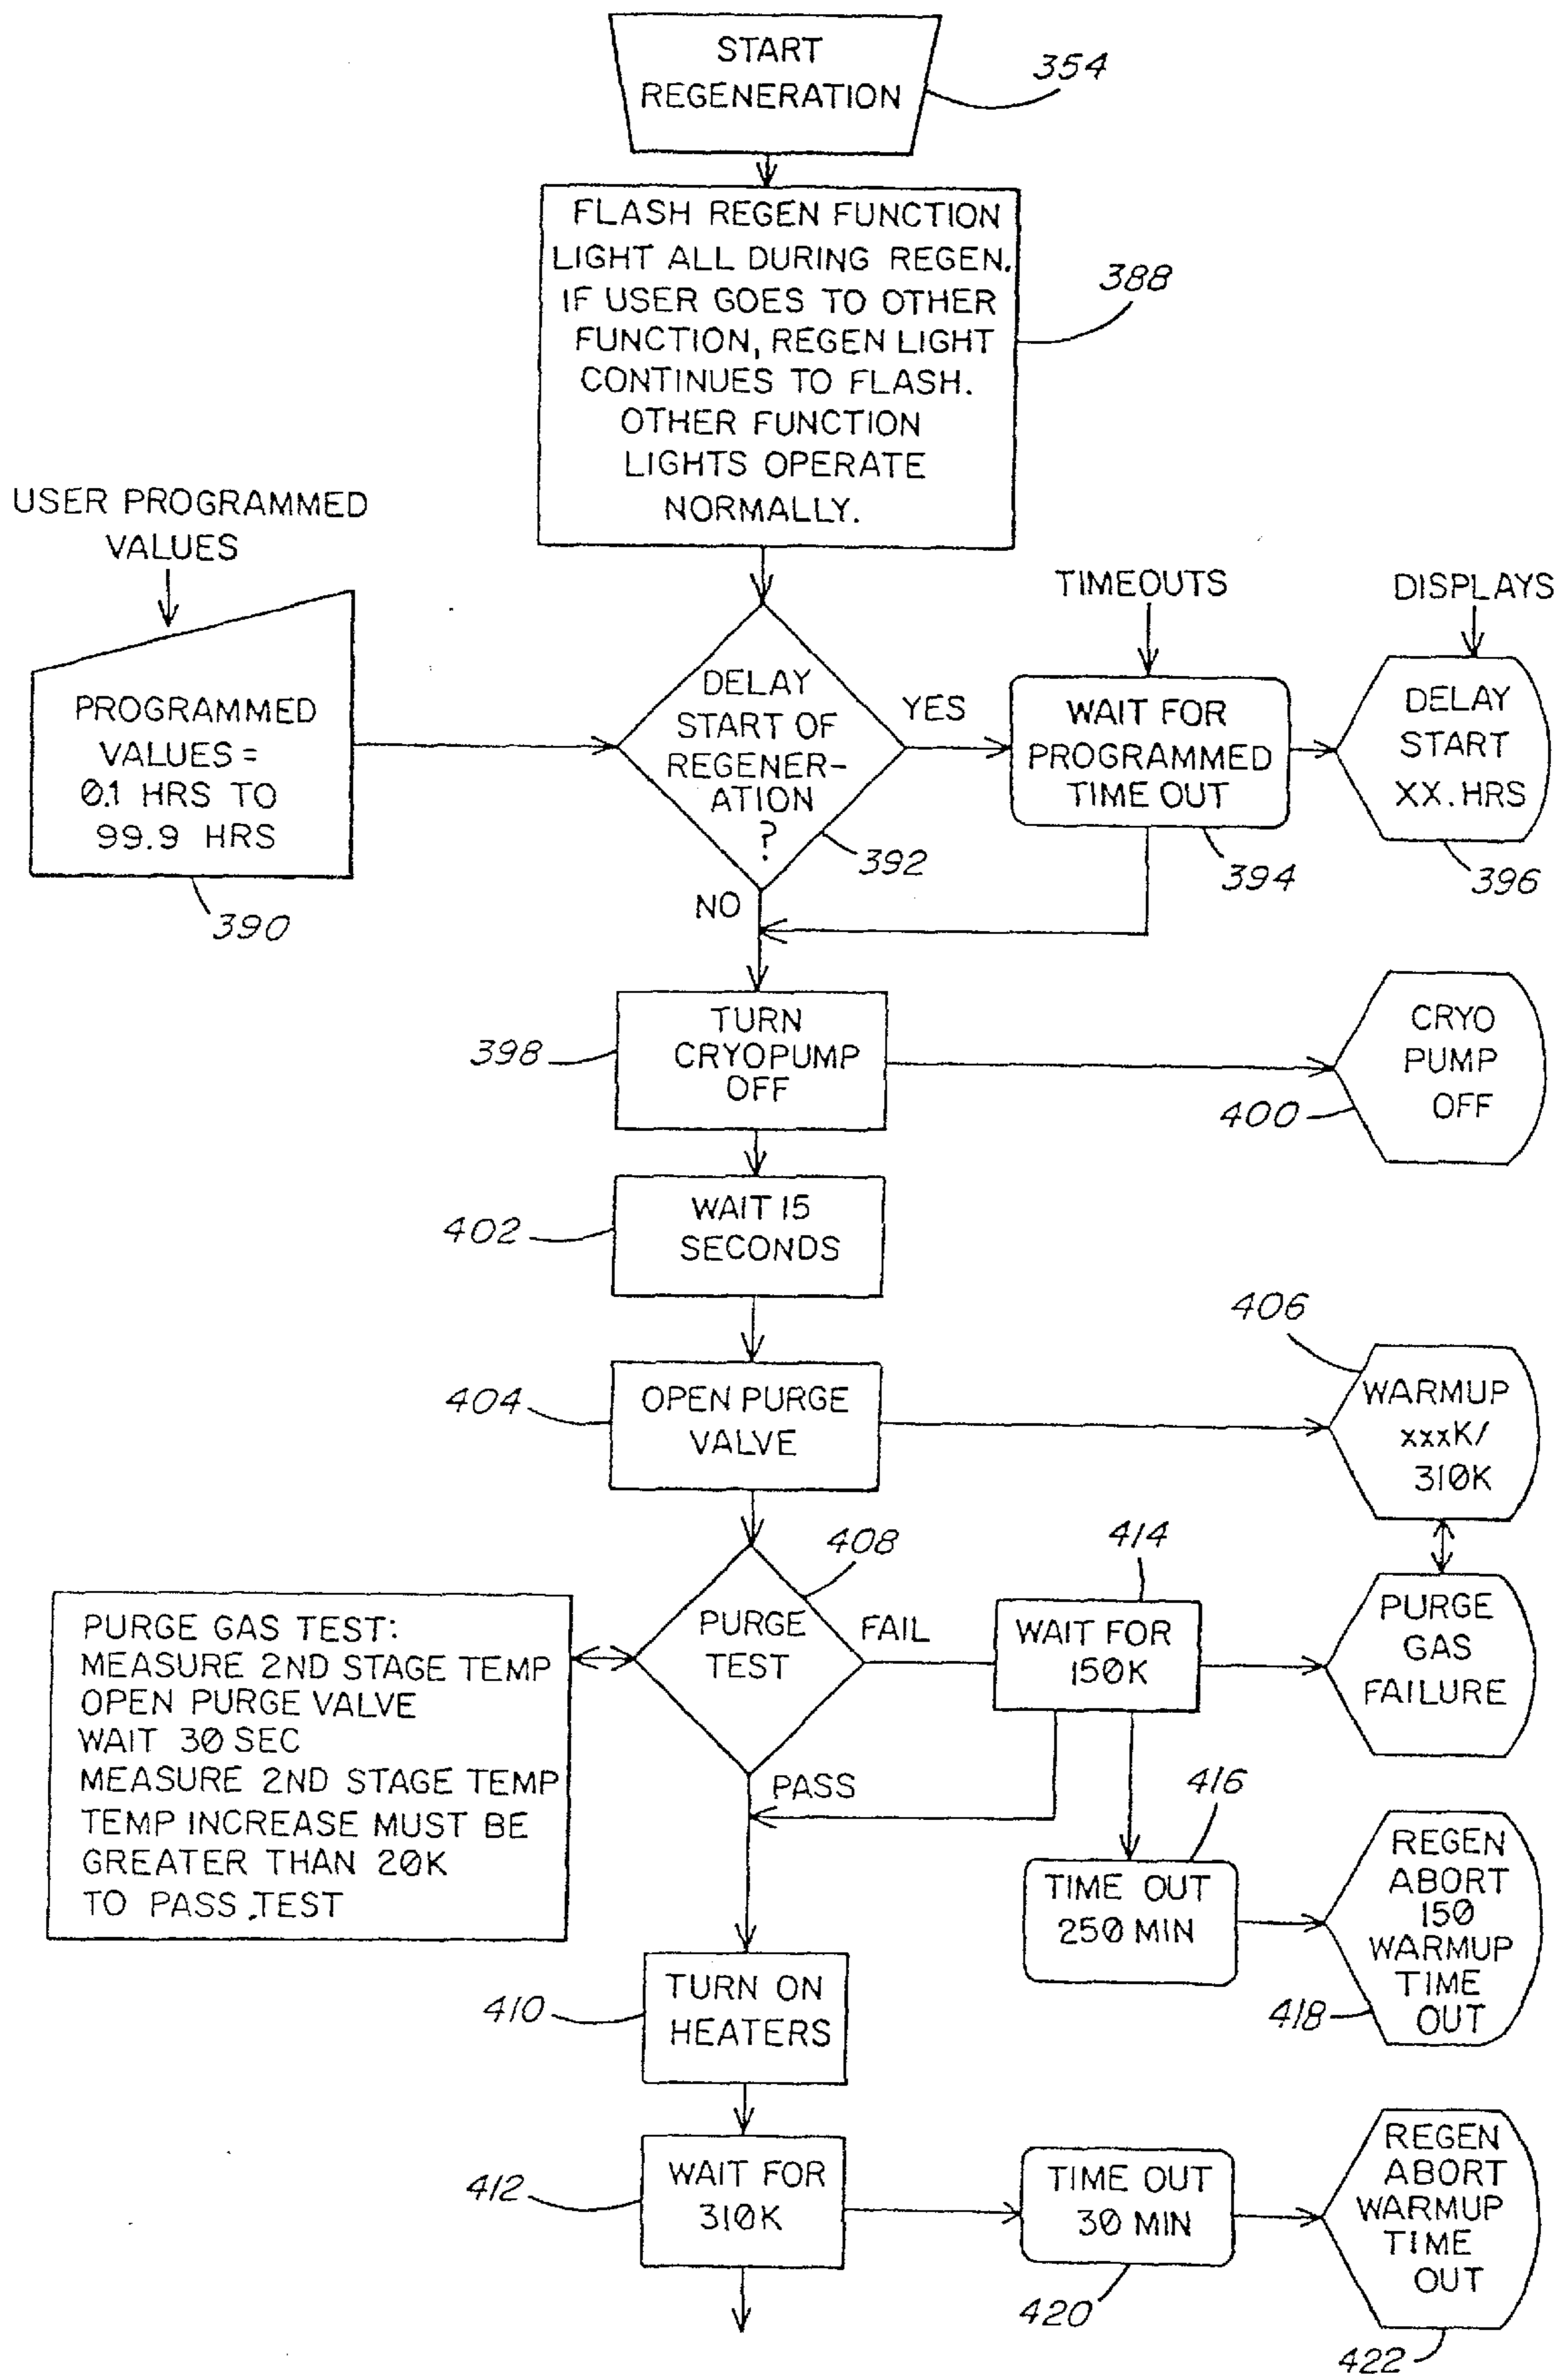 START
REGENERATION
354
FLASH REGEN FUNCTION
LIGHT ALL DURING REGEN.
IF USER GOES TO OTHER
FUNCTION, REGEN LIGHT
CONTINUES TO FLASH.
OTHER FUNCTION
LIGHTS OPERATE
NORMALLY.
388
USER PROGRAMMED
VALUES
PROGRAMMED
VALUES =
0.1 HRS TO
99.9 HRS
390
DELAY
START OF
REGENER-
ATION
?
392
YES
NO
TIMEOUTS
WAIT FOR
PROGRAMMED
TIME OUT
394
DISPLAYS
DELAY
START
XX.HRS
396
TURN
CRYOPUMP
OFF
398
CRYO
PUMP
OFF
400
WAIT 15
SECONDS
402
OPEN PURGE
VALVE
404
406
WARMUP
xxxK/
310K
PURGE
TEST
408
FAIL
PASS
PURGE GAS TEST:
MEASURE 2ND STAGE TEMP
OPEN PURGE VALVE
WAIT 30 SEC
MEASURE 2ND STAGE TEMP
TEMP INCREASE MUST BE
GREATER THAN 20K
TO PASS TEST
414
WAIT FOR
150K
PURGE
GAS
FAILURE
416
TIME OUT
250 MIN
REGEN
ABORT
150
WARMUP
TIME
OUT
418
TURN ON
HEATERS
410
WAIT FOR
310K
412
TIME OUT
30 MIN
420
REGEN
ABORT
WARMUP
TIME
OUT
422